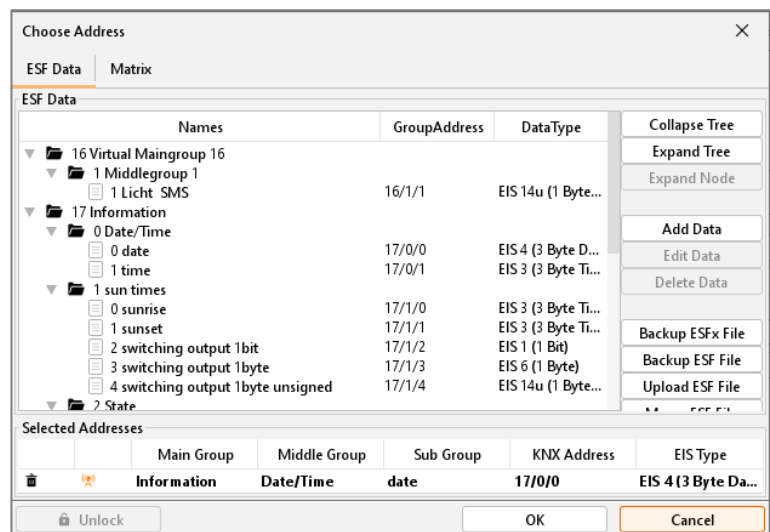 Choose Address
ESF Data Matrix
ESF Data
Names GroupAddress DataType
16 Virtual Maingroup 16
1 Middlegroup 1
1 Licht SMS 16/1/1 EIS 14u (1 Byte...
17 Information
0 Date/Time
0 date 17/0/0 EIS 4 (3 Byte D...
1 time 17/0/1 EIS 3 (3 Byte Ti...
1 sun times
0 sunrise 17/1/0 EIS 3 (3 Byte Ti...
1 sunset 17/1/1 EIS 3 (3 Byte Ti...
2 switching output 1bit 17/1/2 EIS 1 (1 Bit)
3 switching output 1byte 17/1/3 EIS 6 (1 Byte)
4 switching output 1byte unsigned 17/1/4 EIS 14u (1 Byte...
2 State
Collapse Tree
Expand Tree
Expand Node
Add Data
Edit Data
Delete Data
Backup ESFx File
Backup ESF File
Upload ESF File
Selected Addresses
Main Group Middle Group Sub Group KNX Address EIS Type
Information Date/Time date 17/0/0 EIS 4 (3 Byte Da...
Unlock OK Cancel